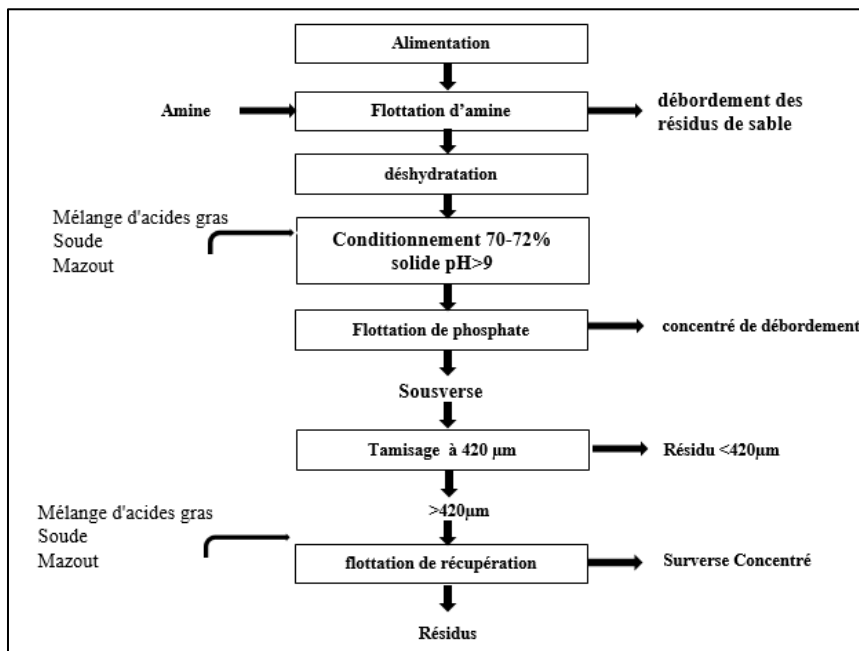 Alimentation
Amine
Flottation d’amine
débordement des
résidus de sable
déshydratation
Mélange d'acides gras
Soude
Mazout
Conditionnement 70-72%
solide pH>9
Flottation de phosphate
concentré de débordement
Sousverse
Tamisage à 420 µm
Résidu <420µm
>420µm
Mélange d'acides gras
Soude
Mazout
flottation de récupération
Surverse Concentré
Résidus